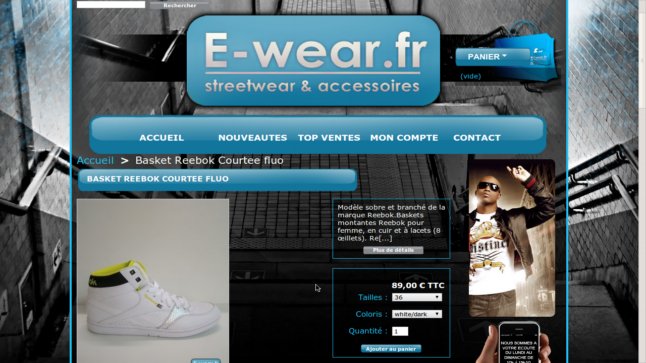 Rechercher
E-wear.fr
streetwear & accessoires
PANIER
(vide)
ACCUEIL NOUVEAUTES TOP VENTES MON COMPTE CONTACT
Accueil > Basket Reebok Courtee fluo
BASKET REEBOK COURTEE FLUO
Modèle sobre et branché de la
marque Reebok.Baskets
montantes Reebok pour
femme, en cuir et à lacets (8
œillets). Re[...]
Plus de détails
89,00 € TTC
Tailles : 36
Coloris : white/dark
Quantité : 1
Ajouter au panier
NOUS SOMMES A
VOTRE ECOUTE
DU LUNDI AU
DIMANCHE DE